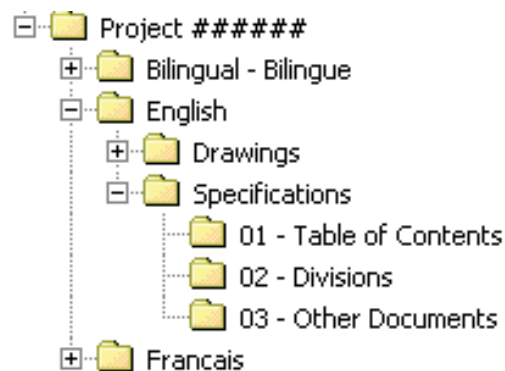 Project ######
Bilingual - Bilingue
English
Drawings
Specifications
01 - Table of Contents
02 - Divisions
03 - Other Documents
Francais